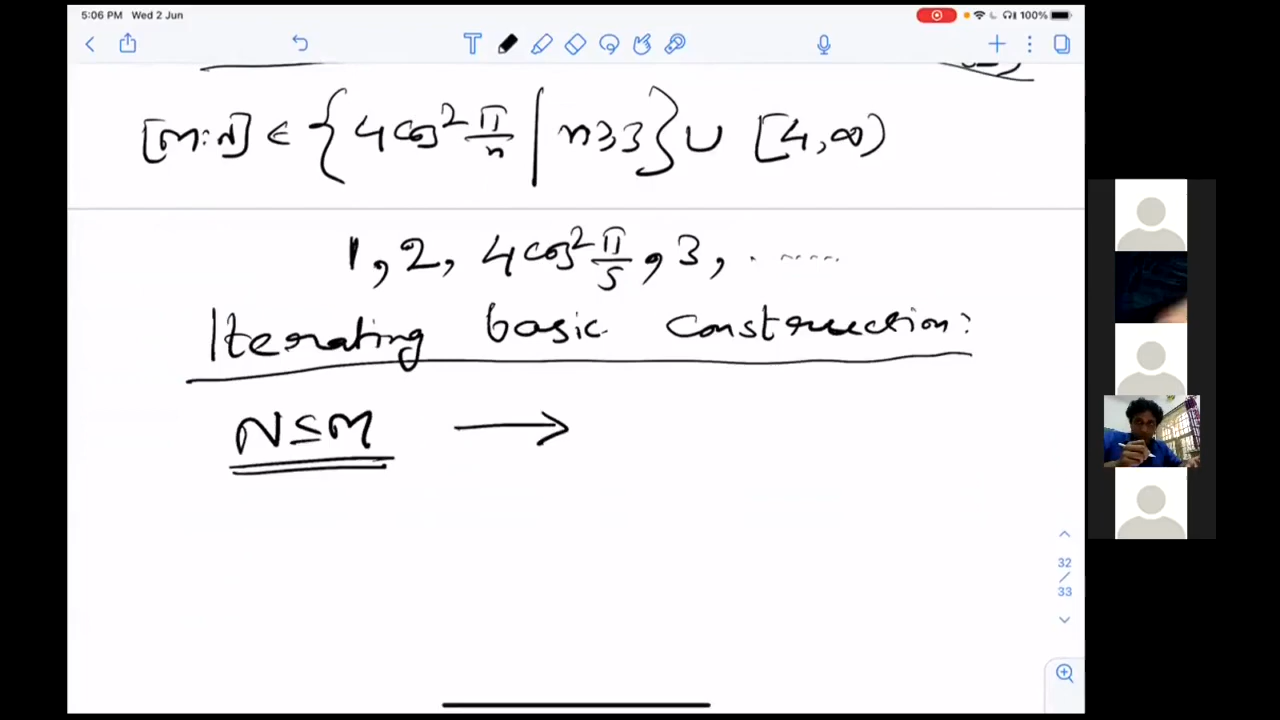 5:06 PM Wed 2 Jun
100%
T
[M:N] ∈ {4cos² π/n | n≥3} ∪ [4,∞)
1, 2, 4cos² π/5, 3, . .....
Iterating basic construction:
N⊆M →
32
/
33